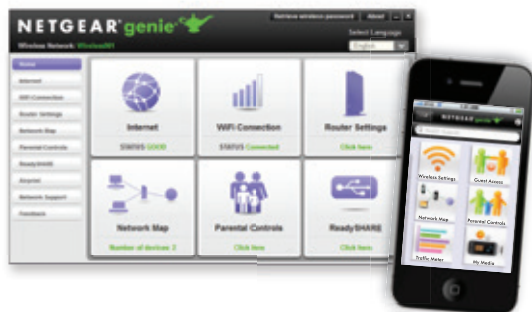 NETGEAR® genie®
Retrieve wireless password
About
Select Language
Wireless Network: Wireless001
English
Home
Internet
WiFi Connection
Router Settings
Network Map
Parental Controls
ReadySHARE
Airprint
Network Support
Feedback
Internet
STATUS GOOD
WiFi Connection
STATUS Connected
Router Settings
Click here
Network Map
Number of devices 2
Parental Controls
Click here
ReadySHARE
Click here
NETGEAR genie
Wireless Settings
Guest Access
Network Map
Parental Controls
Traffic Meter
My Media